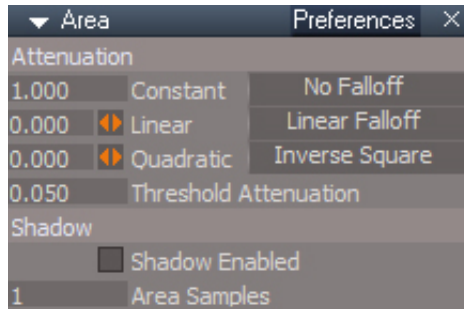 Area Preferences
Attenuation
1.000 Constant No Falloff
0.000 Linear Linear Falloff
0.000 Quadratic Inverse Square
0.050 Threshold Attenuation
Shadow
Shadow Enabled
1 Area Samples